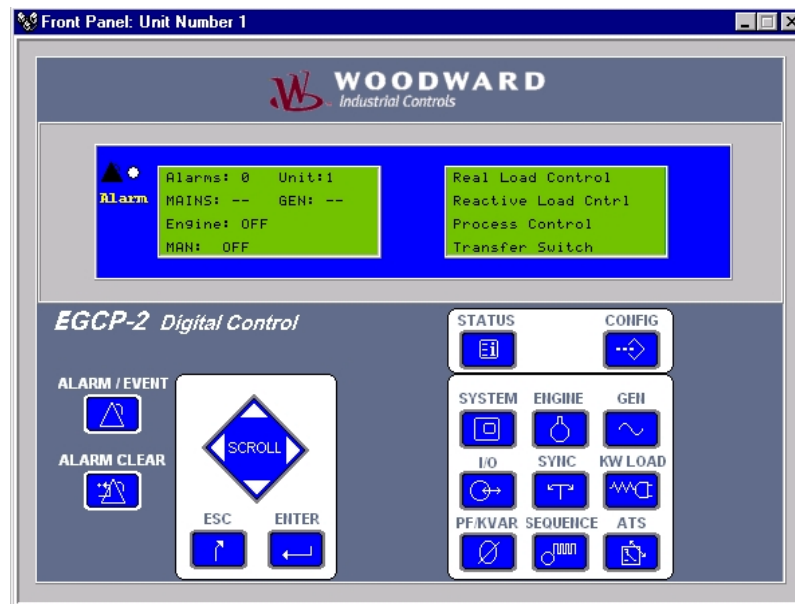 Front Panel: Unit Number 1
WOODWARD
Industrial Controls
Alarm
Alarms: 0 Unit:1
MAINS: -- GEN: --
Engine: OFF
MAN: OFF
Real Load Control
Reactive Load Cntrl
Process Control
Transfer Switch
EGCP-2 Digital Control
STATUS CONFIG
ALARM / EVENT
ALARM CLEAR
SCROLL
ESC ENTER
SYSTEM ENGINE GEN
I/O SYNC KW LOAD
PF/KVAR SEQUENCE ATS